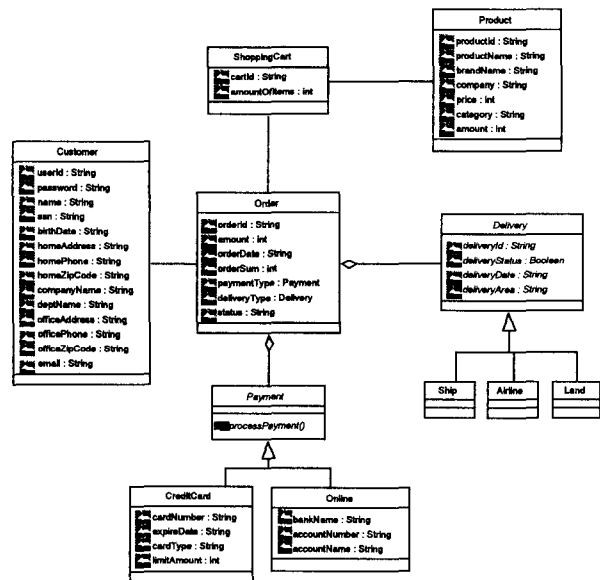 Product
productId : String
productName : String
brandName : String
company : String
price : int
category : String
amount : int
ShoppingCart
cartId : String
amountOfItems : int
Customer
userId : String
password : String
name : String
ssn : String
birthDate : String
homeAddress : String
homePhone : String
homeZipCode : String
companyName : String
deptName : String
officeAddress : String
officePhone : String
officeZipCode : String
email : String
Order
orderId : String
amount : int
orderDate : String
orderSum : int
paymentType : Payment
deliveryType : Delivery
status : String
Delivery
deliveryId : String
deliveryStatus : Boolean
deliveryDate : String
deliveryArea : String
Ship
Airline
Land
Payment
processPayment()
CreditCard
cardNumber : String
expireDate : String
cardType : String
limitAmount : int
Online
bankName : String
accountNumber : String
accountName : String